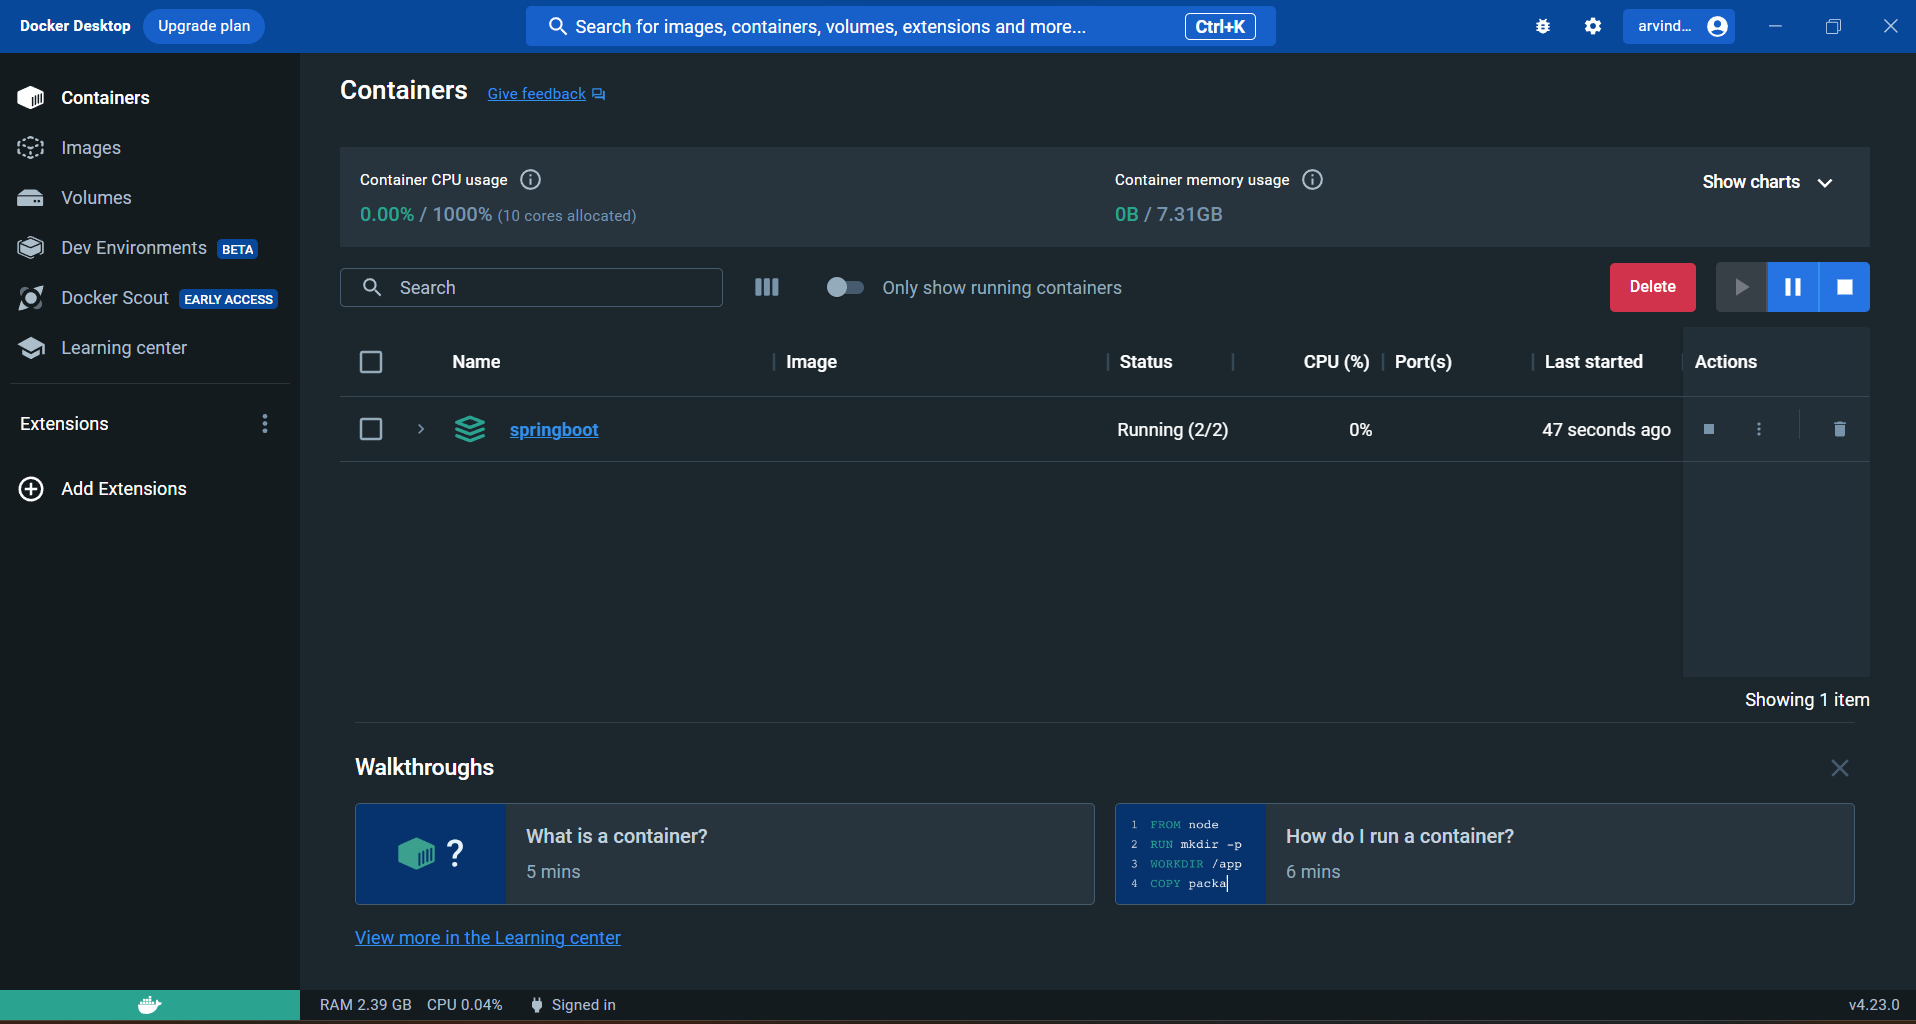 Docker Desktop Upgrade plan Search for images, containers, volumes, extensions and more... Ctrl+K arvind...
Containers
Images
Volumes
Dev Environments BETA
Docker Scout EARLY ACCESS
Learning center
Extensions
Add Extensions
Containers Give feedback
Container CPU usage
0.00% / 1000% (10 cores allocated)
Container memory usage
0B / 7.31GB
Show charts
Search
Only show running containers
Delete
Name Image Status CPU (%) Port(s) Last started Actions
springboot Running (2/2) 0% 47 seconds ago
Showing 1 item
Walkthroughs
?
What is a container?
5 mins
1 FROM node
2 RUN mkdir -p
3 WORKDIR /app
4 COPY packa
How do I run a container?
6 mins
View more in the Learning center
RAM 2.39 GB CPU 0.04% Signed in v4.23.0